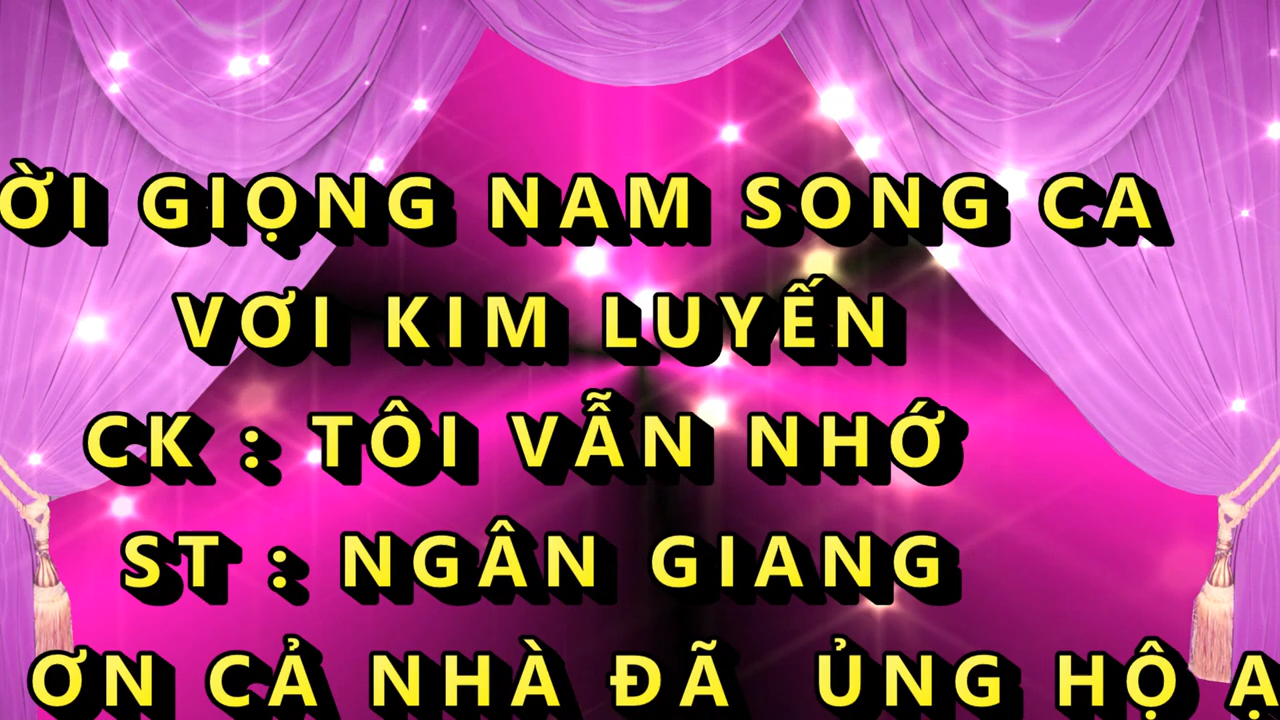 ỜI GIỌNG NAM SONG CA
VƠI KIM LUYẾN
CK : TÔI VẪN NHỚ
ST : NGÂN GIANG
ƠN CẢ NHÀ ĐÃ ỦNG HỘ Ạ